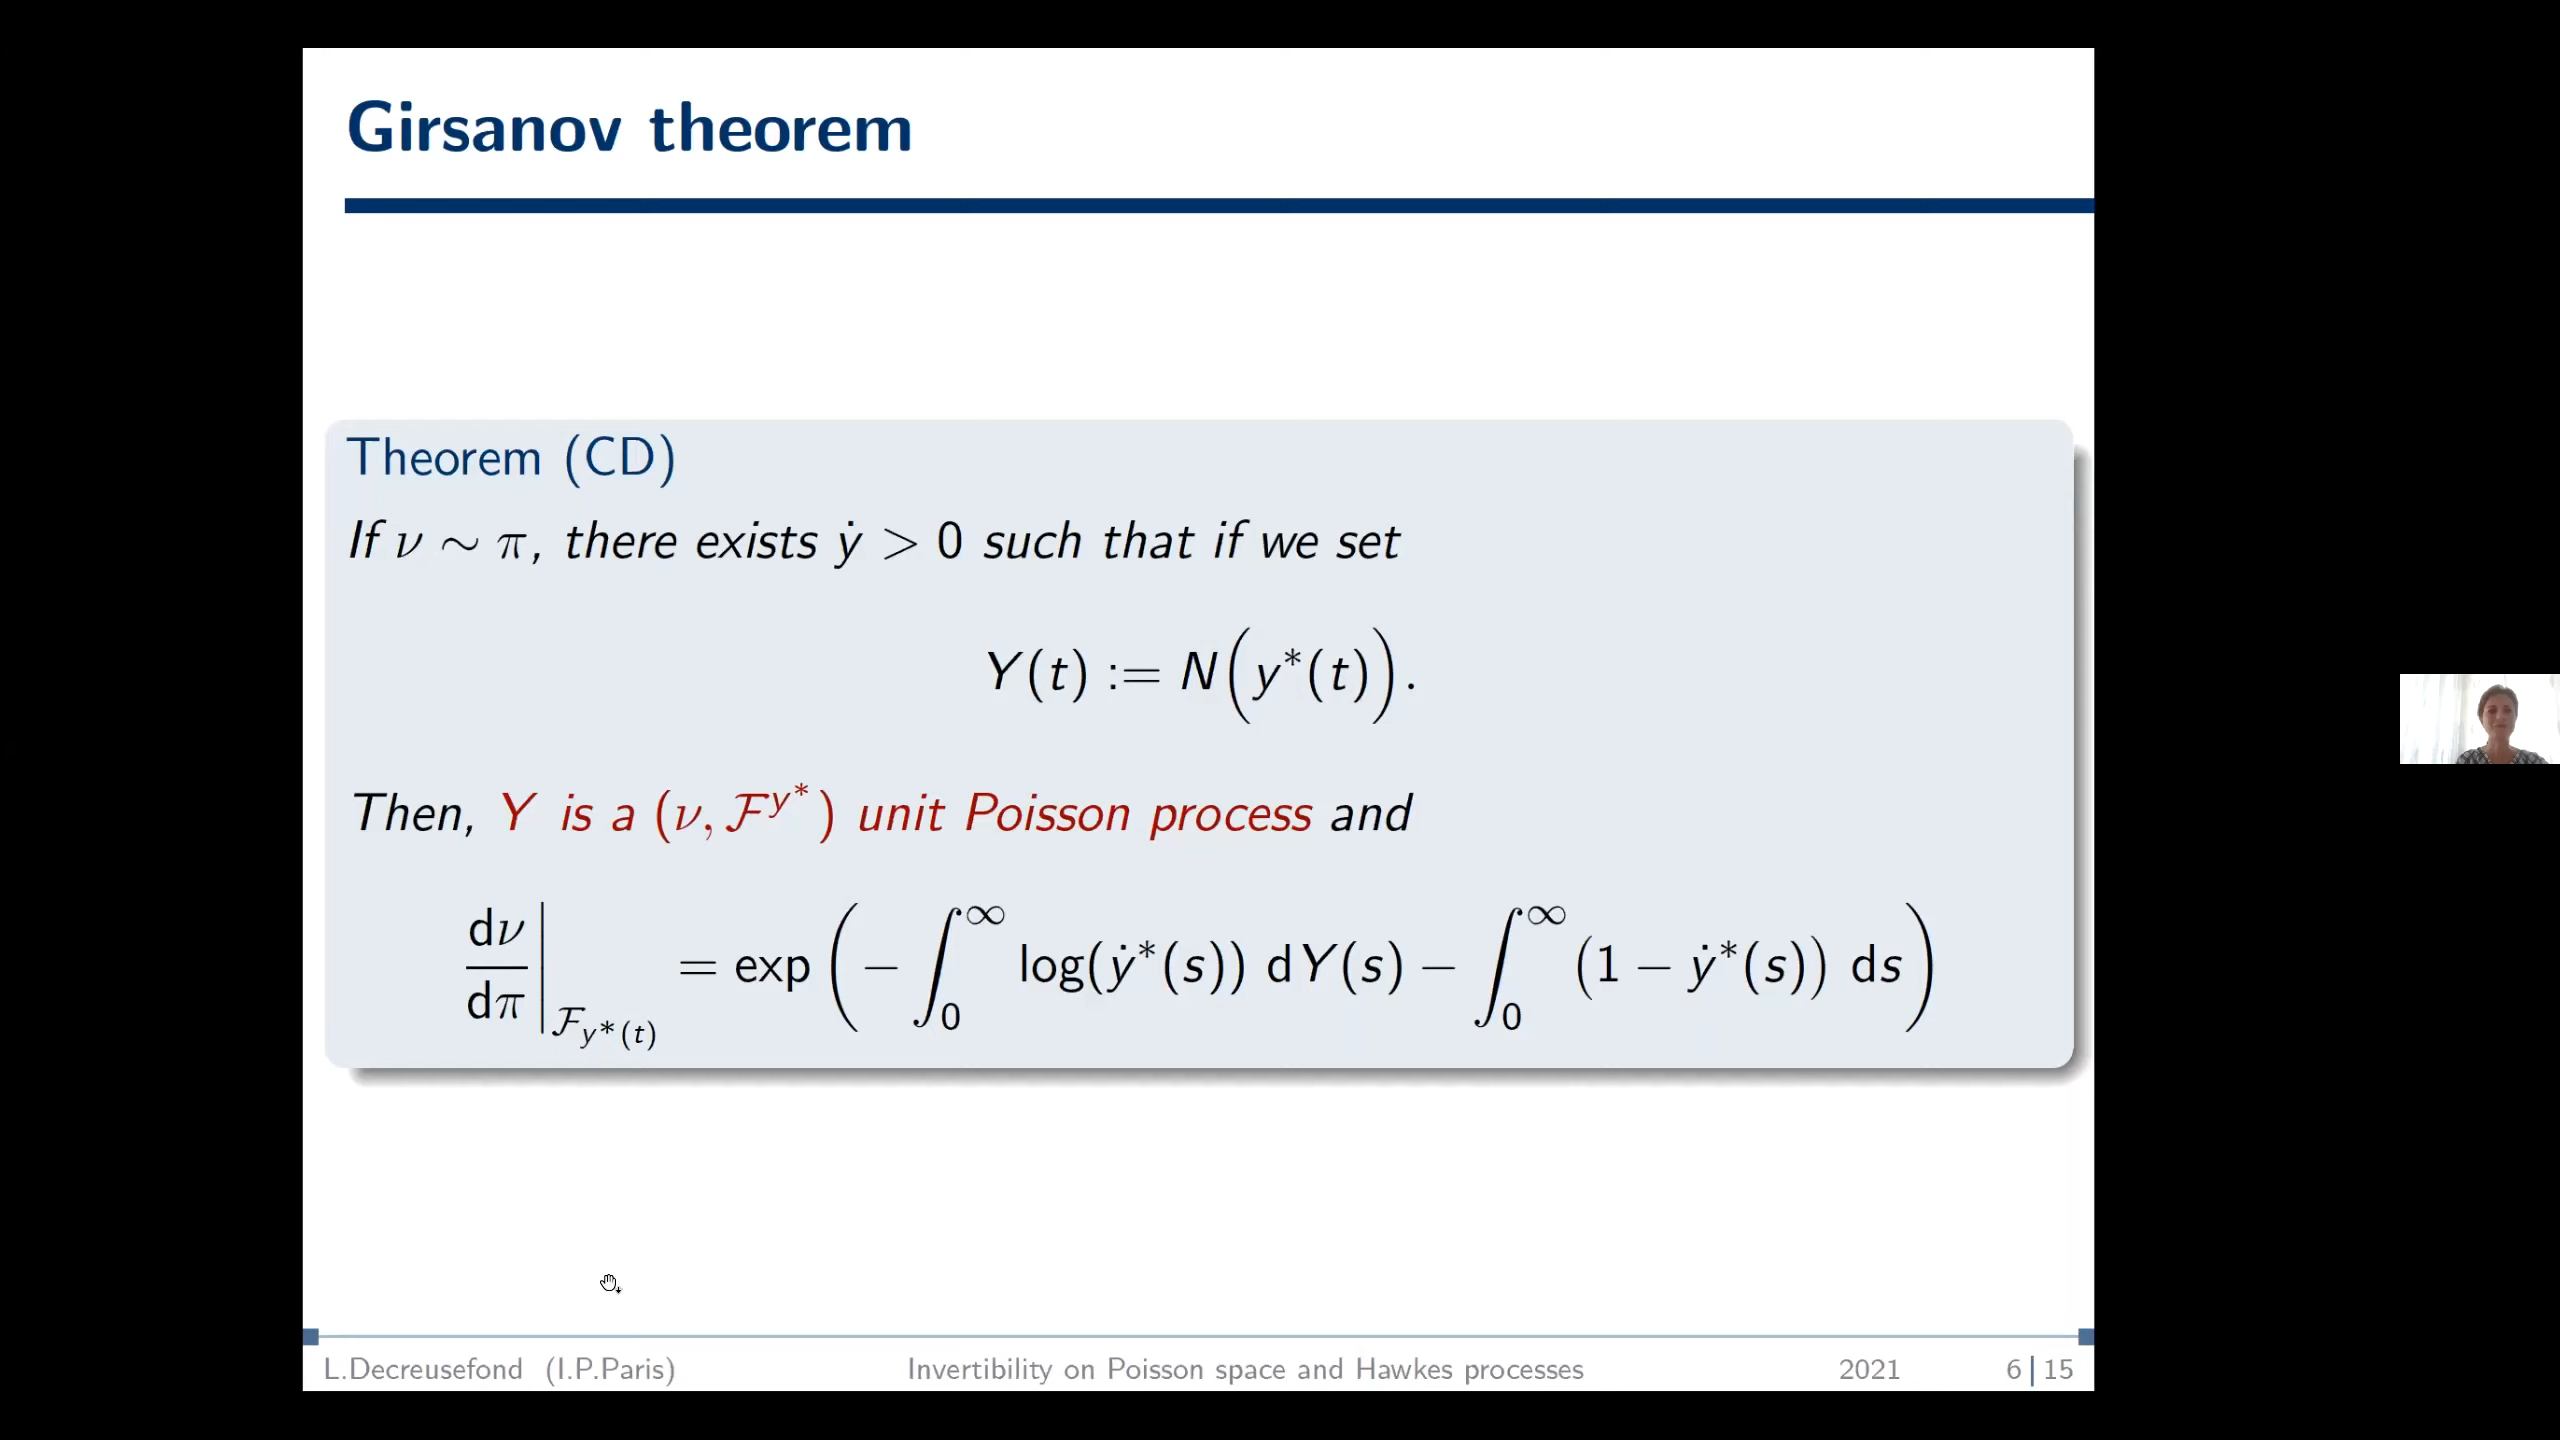 Girsanov theorem
Theorem (CD)
If ν ∼ π, there exists ẏ > 0 such that if we set
Y(t) := N(y*(t)).
Then, Y is a (ν, ℱ^{y*}) unit Poisson process and
dν/dπ |_{ℱ_{y*(t)}} = exp(− ∫_0^∞ log(ẏ*(s)) dY(s) − ∫_0^∞ (1 − ẏ*(s)) ds)
L.Decreusefond (I.P.Paris) Invertibility on Poisson space and Hawkes processes 2021 6|15